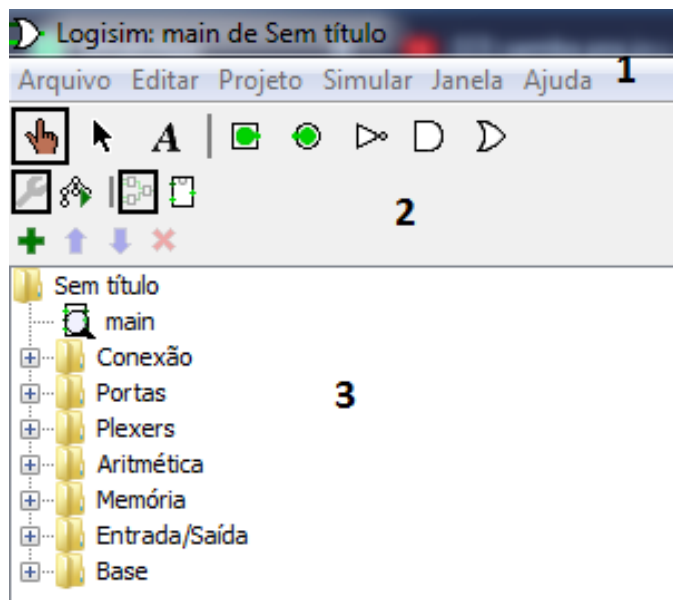 Logisim: main de Sem título
Arquivo Editar Projeto Simular Janela Ajuda 1
A
2
Sem título
main
Conexão
Portas 3
Plexers
Aritmética
Memória
Entrada/Saída
Base